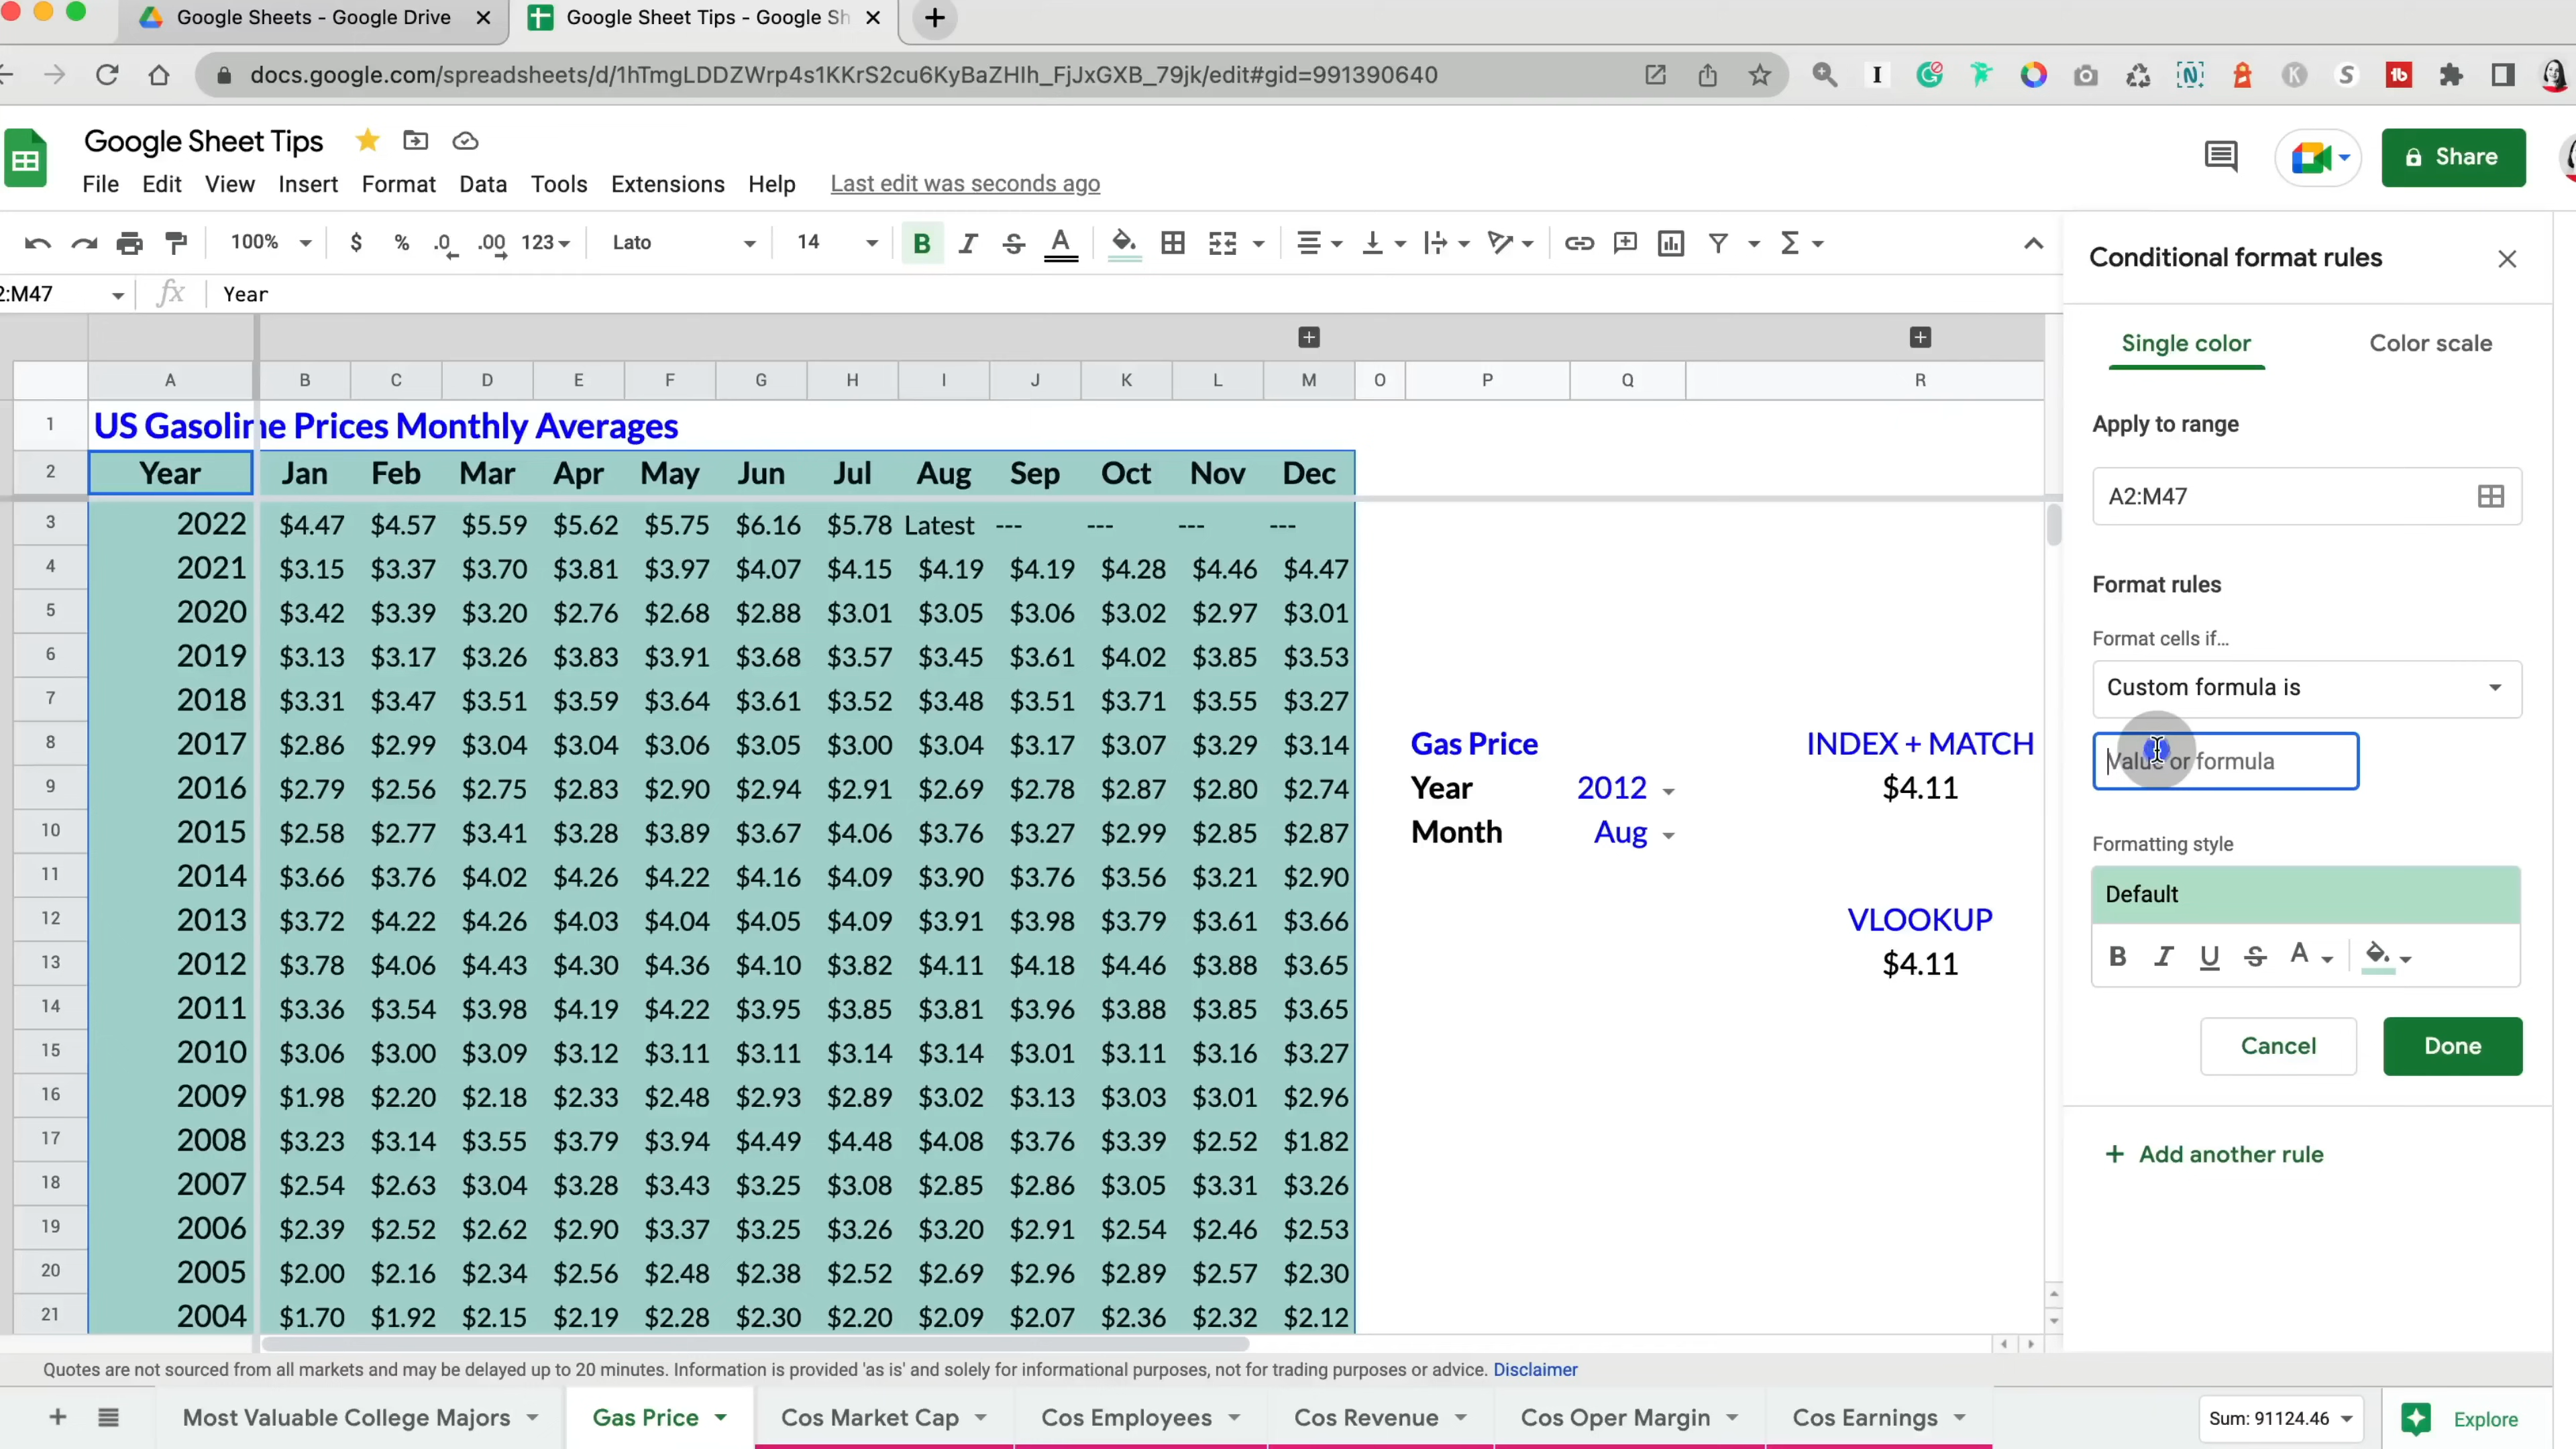 Google Sheets - Google Drive
Google Sheet Tips - Google Sh
docs.google.com/spreadsheets/d/1hTmgLDDZWrp4s1KKrS2cu6KyBaZHIh_FjJxGXB_79jk/edit#gid=991390640
Google Sheet Tips
File Edit View Insert Format Data Tools Extensions Help Last edit was seconds ago
Share
100% $ % .0 .00 123 Lato 14 B I S A
2:M47 fx Year
A B C D E F G H I J K L M O P Q R
1 US Gasoline Prices Monthly Averages
2 Year Jan Feb Mar Apr May Jun Jul Aug Sep Oct Nov Dec
3 2022 $4.47 $4.57 $5.59 $5.62 $5.75 $6.16 $5.78 Latest --- --- --- ---
4 2021 $3.15 $3.37 $3.70 $3.81 $3.97 $4.07 $4.15 $4.19 $4.19 $4.28 $4.46 $4.47
5 2020 $3.42 $3.39 $3.20 $2.76 $2.68 $2.88 $3.01 $3.05 $3.06 $3.02 $2.97 $3.01
6 2019 $3.13 $3.17 $3.26 $3.83 $3.91 $3.68 $3.57 $3.45 $3.61 $4.02 $3.85 $3.53
7 2018 $3.31 $3.47 $3.51 $3.59 $3.64 $3.61 $3.52 $3.48 $3.51 $3.71 $3.55 $3.27
8 2017 $2.86 $2.99 $3.04 $3.04 $3.06 $3.05 $3.00 $3.04 $3.17 $3.07 $3.29 $3.14 Gas Price INDEX + MATCH
9 2016 $2.79 $2.56 $2.75 $2.83 $2.90 $2.94 $2.91 $2.69 $2.78 $2.87 $2.80 $2.74 Year 2012 $4.11
10 2015 $2.58 $2.77 $3.41 $3.28 $3.89 $3.67 $4.06 $3.76 $3.27 $2.99 $2.85 $2.87 Month Aug
11 2014 $3.66 $3.76 $4.02 $4.26 $4.22 $4.16 $4.09 $3.90 $3.76 $3.56 $3.21 $2.90
12 2013 $3.72 $4.22 $4.26 $4.03 $4.04 $4.05 $4.09 $3.91 $3.98 $3.79 $3.61 $3.66 VLOOKUP
13 2012 $3.78 $4.06 $4.43 $4.30 $4.36 $4.10 $3.82 $4.11 $4.18 $4.46 $3.88 $3.65 $4.11
14 2011 $3.36 $3.54 $3.98 $4.19 $4.22 $3.95 $3.85 $3.81 $3.96 $3.88 $3.85 $3.65
15 2010 $3.06 $3.00 $3.09 $3.12 $3.11 $3.11 $3.14 $3.14 $3.01 $3.11 $3.16 $3.27
16 2009 $1.98 $2.20 $2.18 $2.33 $2.48 $2.93 $2.89 $3.02 $3.13 $3.03 $3.01 $2.96
17 2008 $3.23 $3.14 $3.55 $3.79 $3.94 $4.49 $4.48 $4.08 $3.76 $3.39 $2.52 $1.82
18 2007 $2.54 $2.63 $3.04 $3.28 $3.43 $3.25 $3.08 $2.85 $2.86 $3.05 $3.31 $3.26
19 2006 $2.39 $2.52 $2.62 $2.90 $3.37 $3.25 $3.26 $3.20 $2.91 $2.54 $2.46 $2.53
20 2005 $2.00 $2.16 $2.34 $2.56 $2.48 $2.38 $2.52 $2.69 $2.96 $2.89 $2.57 $2.30
21 2004 $1.70 $1.92 $2.15 $2.19 $2.28 $2.30 $2.20 $2.09 $2.07 $2.36 $2.32 $2.12
Conditional format rules
Single color Color scale
Apply to range
A2:M47
Format rules
Format cells if…
Custom formula is
Value or formula
Formatting style
Default
B I U S A
Cancel Done
+ Add another rule
Quotes are not sourced from all markets and may be delayed up to 20 minutes. Information is provided 'as is' and solely for informational purposes, not for trading purposes or advice. Disclaimer
Most Valuable College Majors Gas Price Cos Market Cap Cos Employees Cos Revenue Cos Oper Margin Cos Earnings Sum: 91124.46 Explore